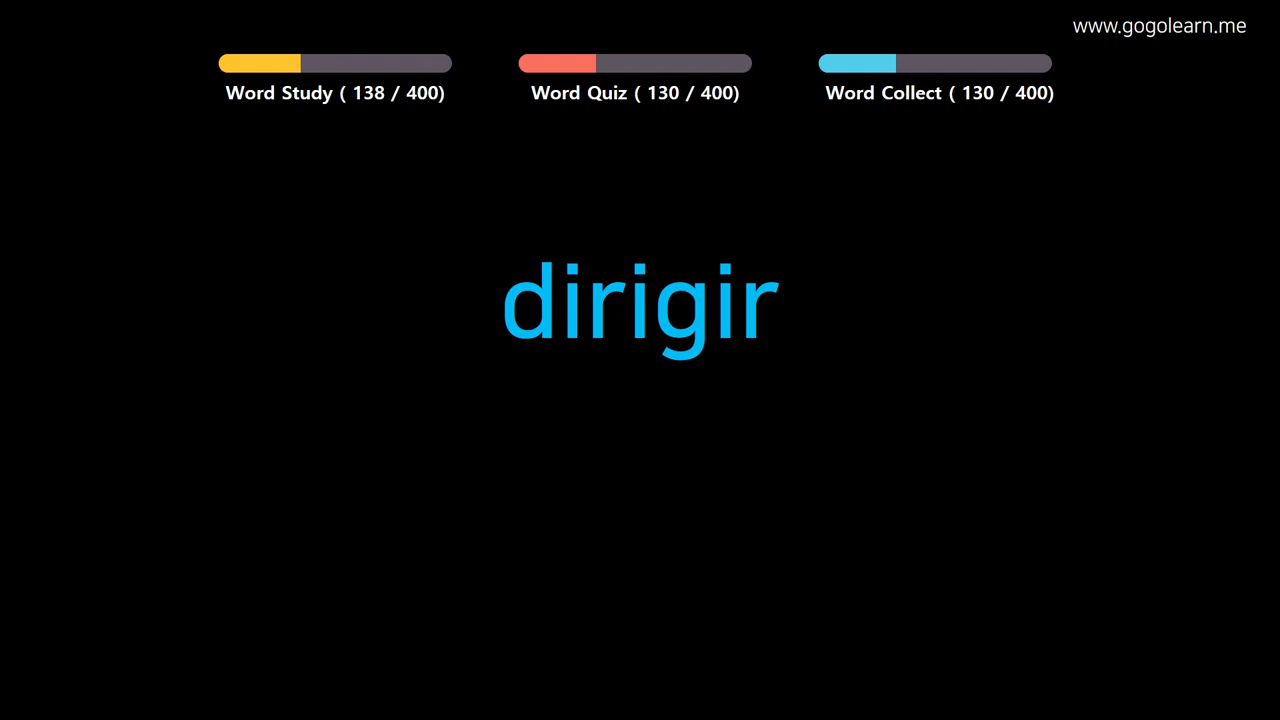 www.gogolearn.me
Word Study ( 138 / 400)
Word Quiz ( 130 / 400)
Word Collect ( 130 / 400)
dirigir